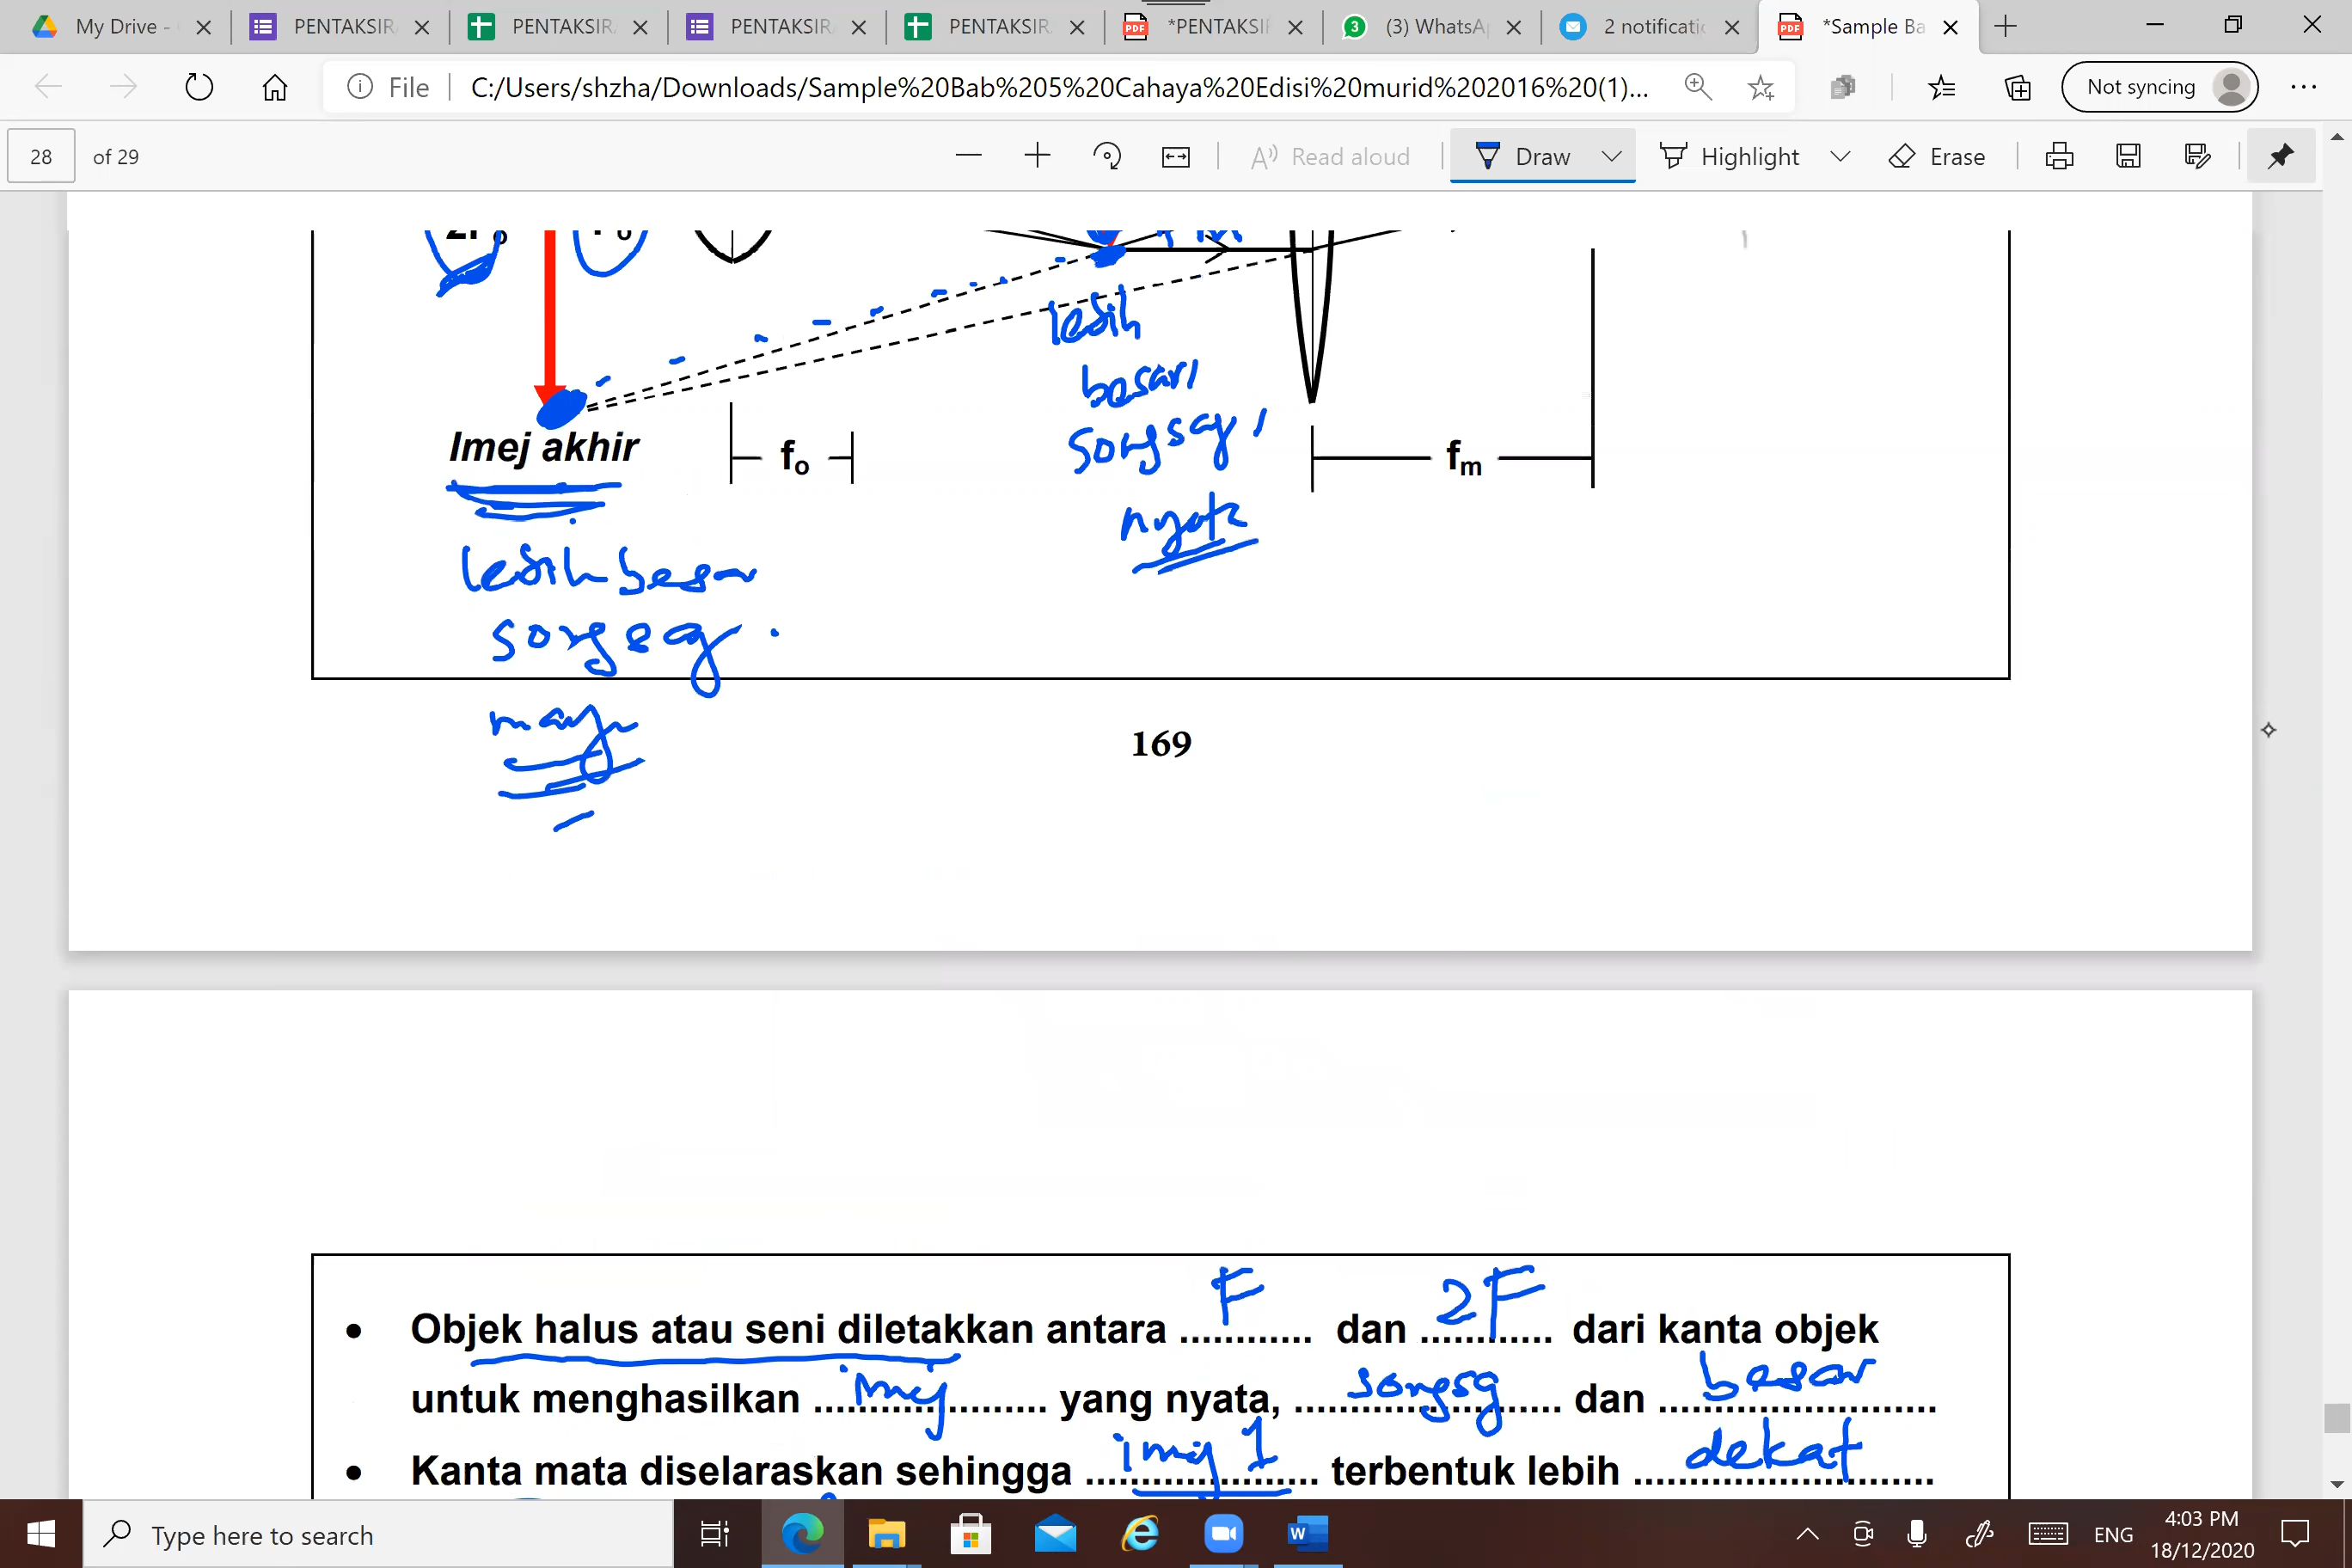 My Drive -
PENTAKSIR
PENTAKSIR
PENTAKSIR
PENTAKSIR
*PENTAKSI
(3) WhatsA
2 notificati
*Sample Ba
File
C:/Users/shzha/Downloads/Sample%20Bab%205%20Cahaya%20Edisi%20murid%202016%20(1)...
Not syncing
28 of 29
Read aloud
Draw
Highlight
Erase
lebih
besar,
songsang,
nyata
Imej akhir
fo
fm
lebih besar
songsang.
maya
169
• Objek halus atau seni diletakkan antara F dan 2F dari kanta objek
untuk menghasilkan imej yang nyata, songsg dan besar
• Kanta mata diselaraskan sehingga imej 1 terbentuk lebih dekat
Type here to search
ENG
4:03 PM
18/12/2020